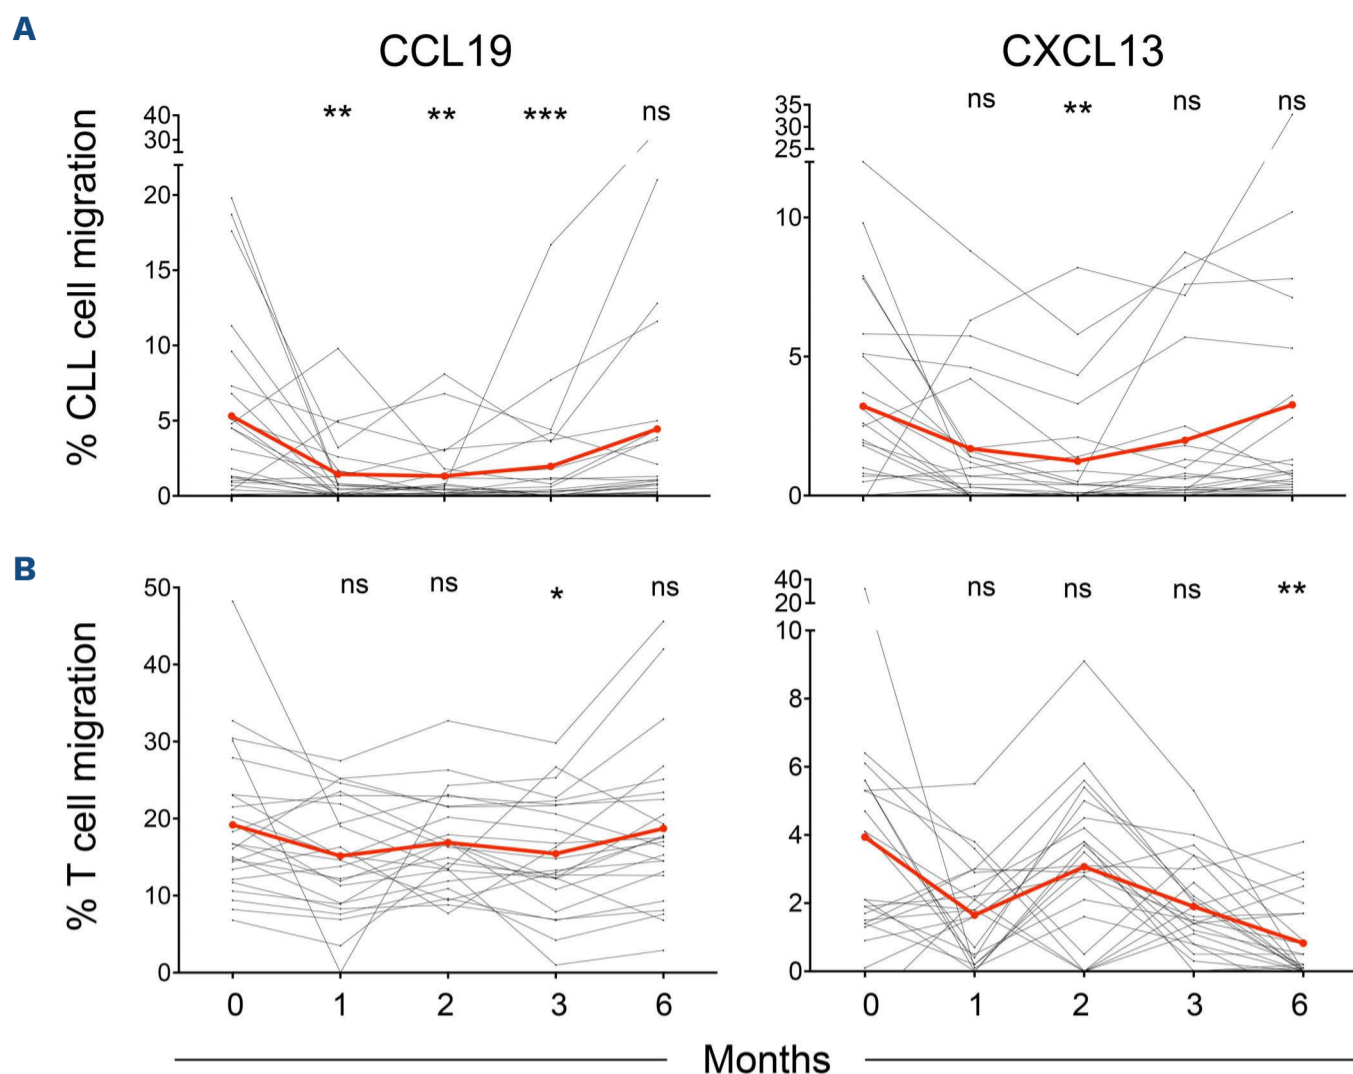 A
CCL19
CXCL13
% CLL cell migration
40
30
20
15
10
5
0
** ** *** ns
35
30
25
10
5
0
ns ** ns ns
B
% T cell migration
50
40
30
20
10
0
ns ns * ns
0 1 2 3 6
40
20
10
8
6
4
2
0
ns ns ns **
0 1 2 3 6
Months